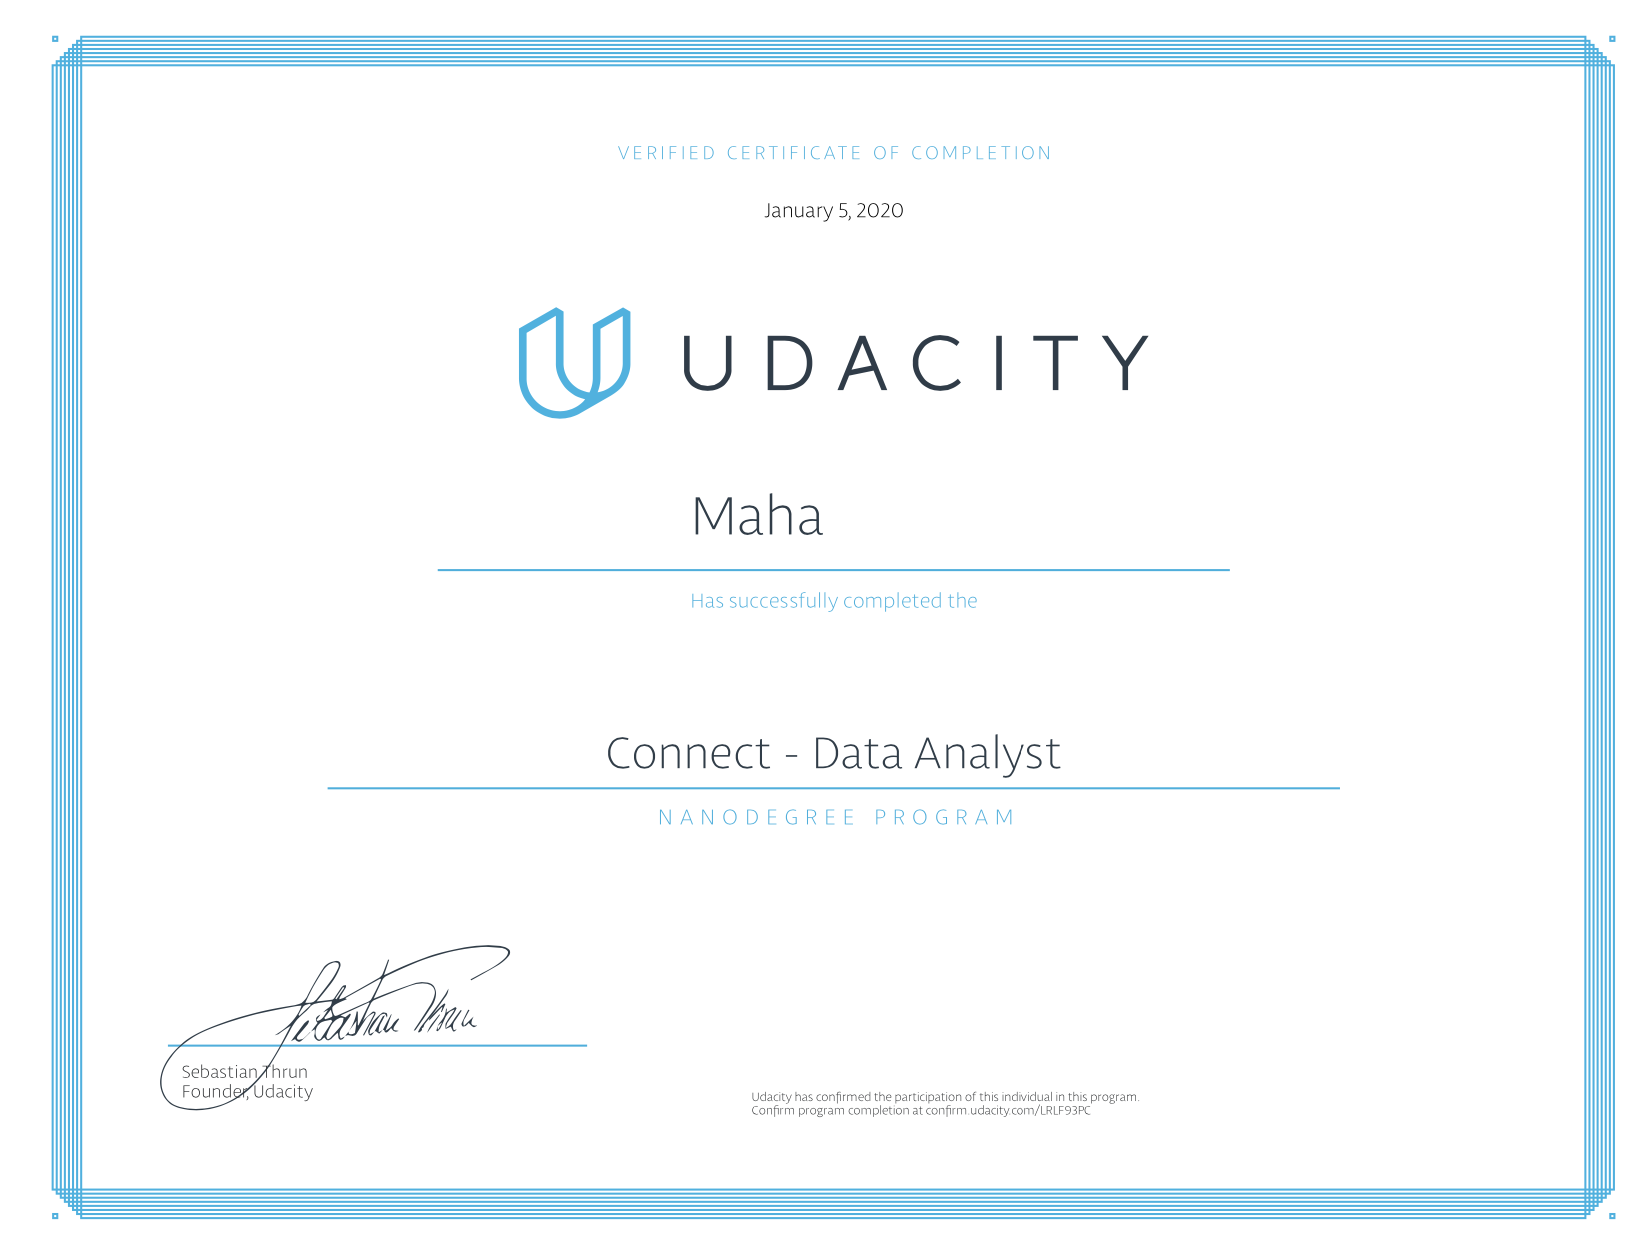 VERIFIED CERTIFICATE OF COMPLETION
January 5, 2020
UDACITY
Maha
Has successfully completed the
Connect - Data Analyst
NANODEGREE PROGRAM
Sebastian Thrun
Sebastian Thrun
Founder, Udacity
Udacity has confirmed the participation of this individual in this program.
Confirm program completion at confirm.udacity.com/LRLF93PC